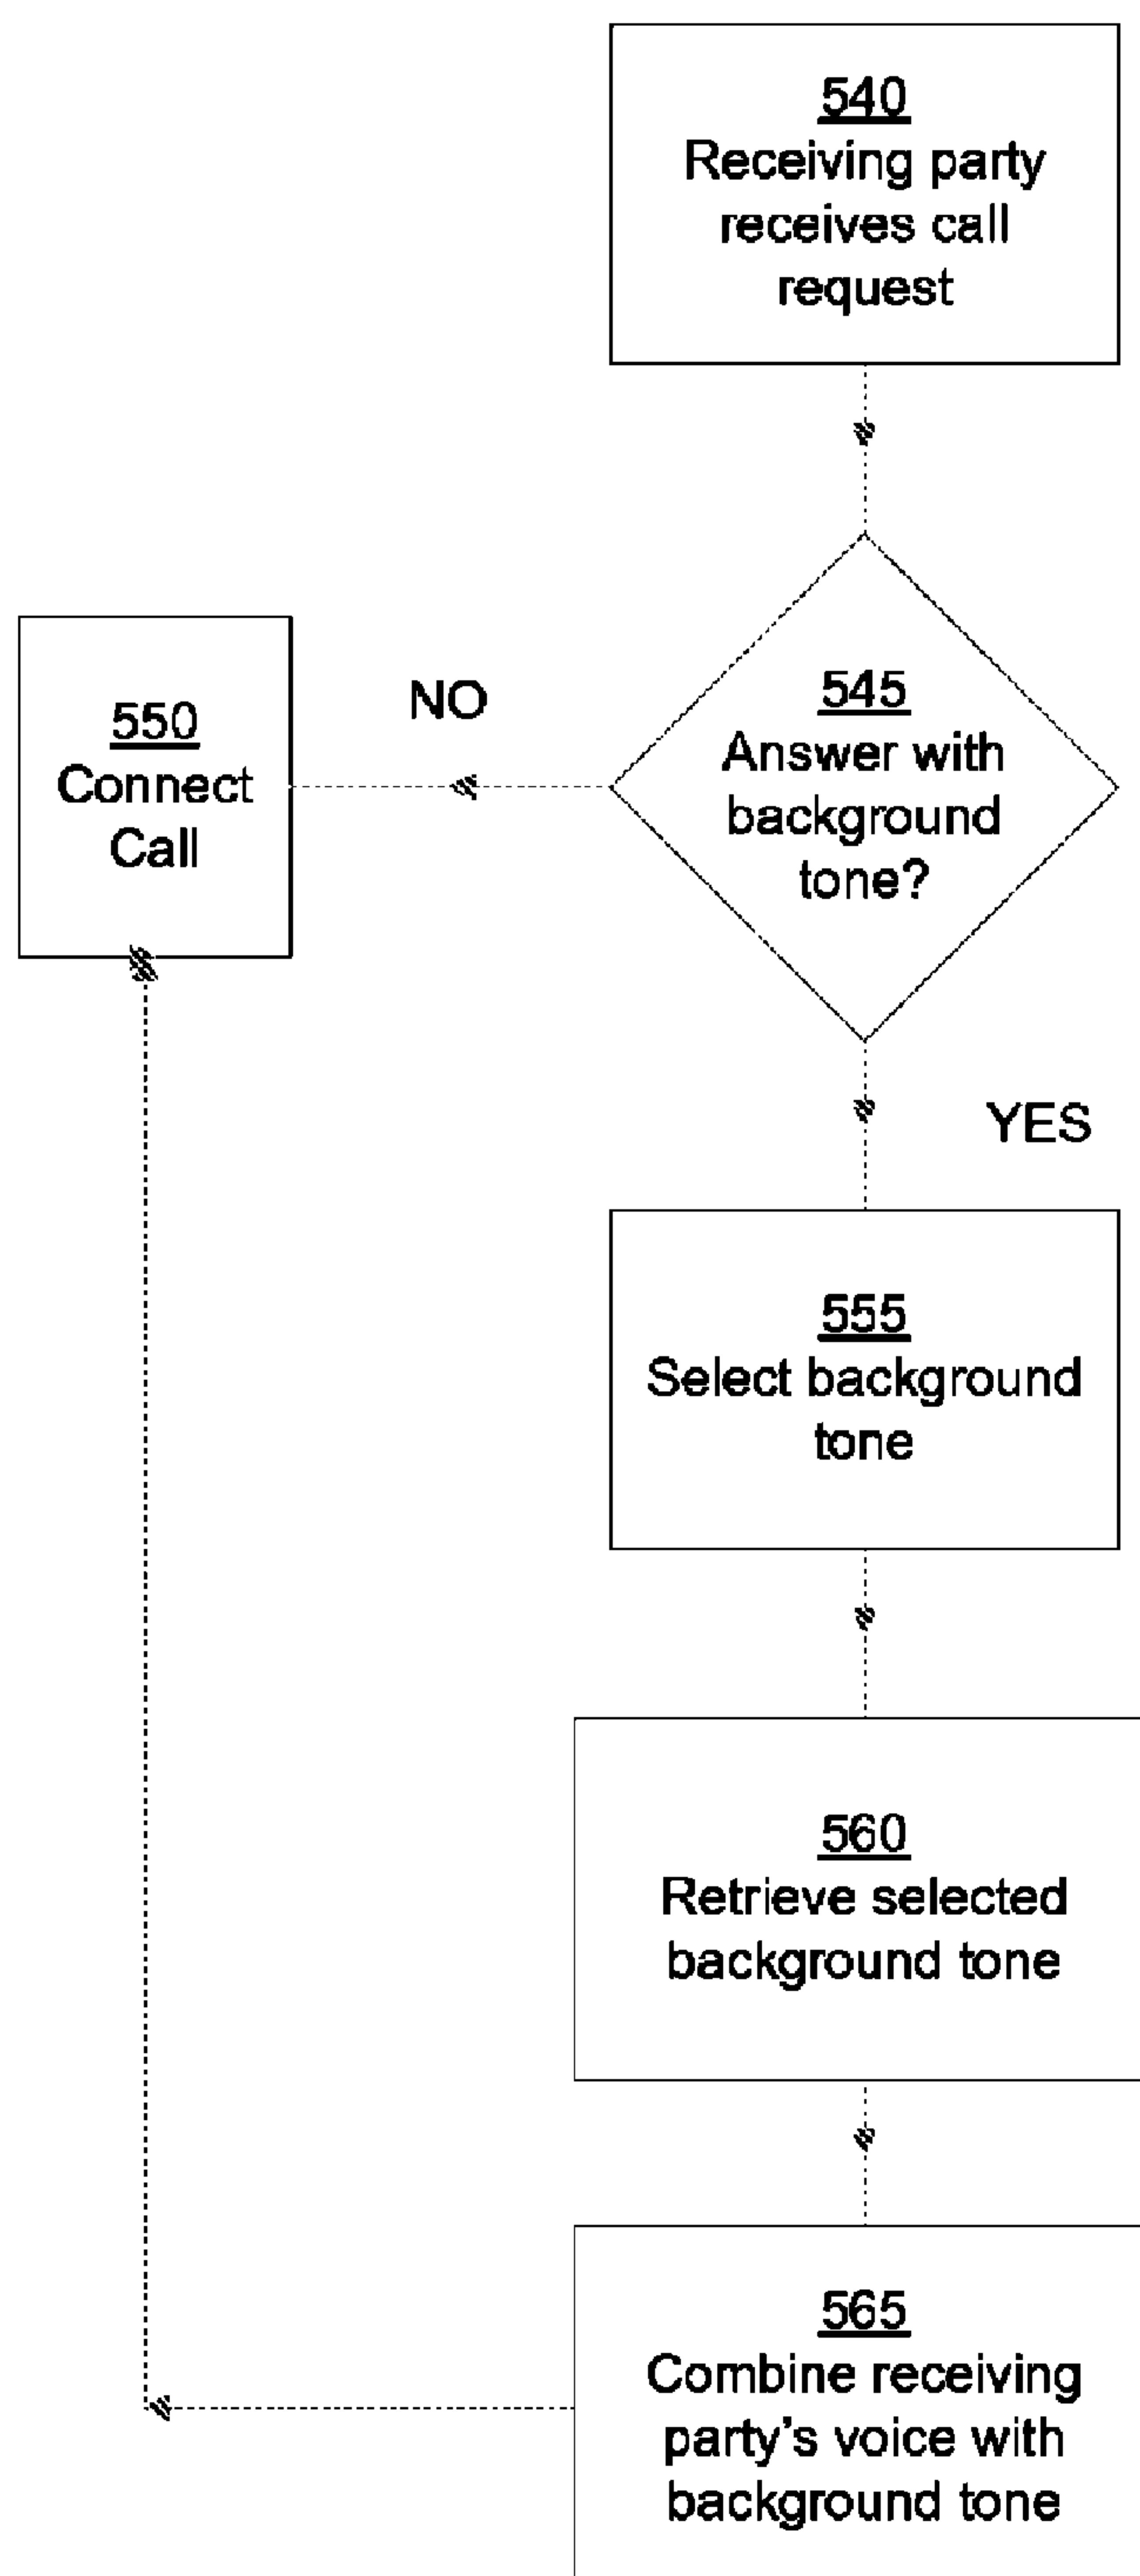 540
Receiving party
receives call
request
545
Answer with
background
tone?
NO
550
Connect
Call
YES
555
Select background
tone
560
Retrieve selected
background tone
565
Combine receiving
party's voice with
background tone